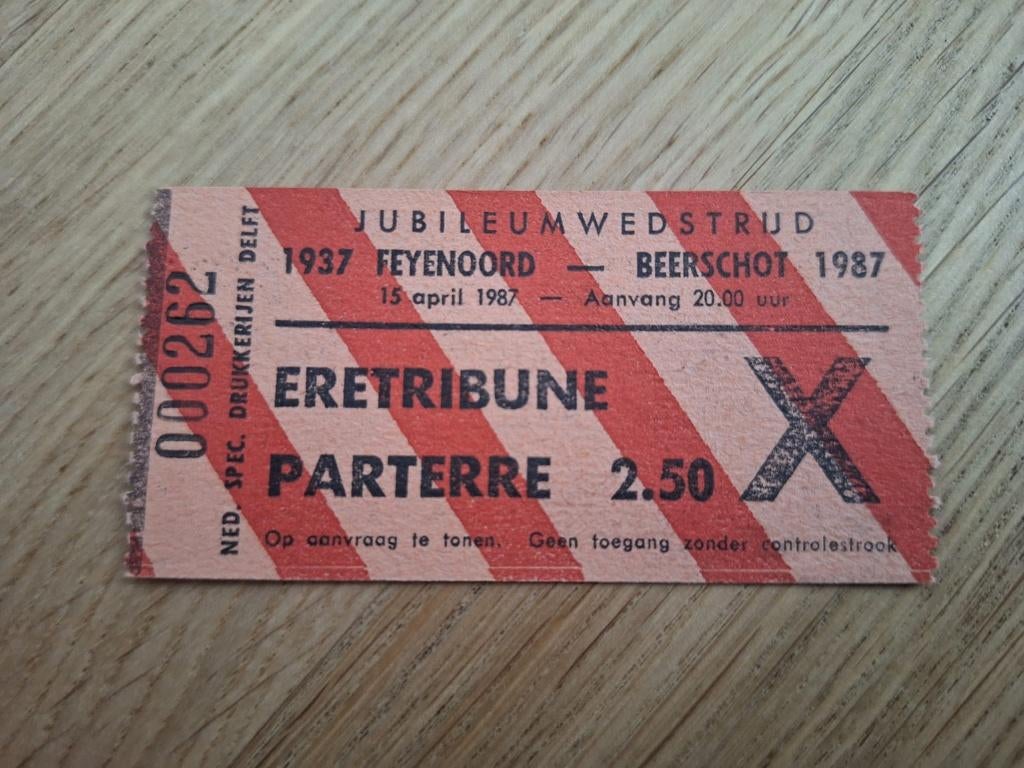 JUBILEUMWEDSTRIJD
1937 FEYENOORD — BEERSCHOT 1987
15 april 1987 — Aanvang 20.00 uur
ERETRIBUNE
PARTERRE 2.50 X
Op aanvraag te tonen. Geen toegang zonder controlestrook
000262
NED. SPEC. DRUKKERIJEN DELFT